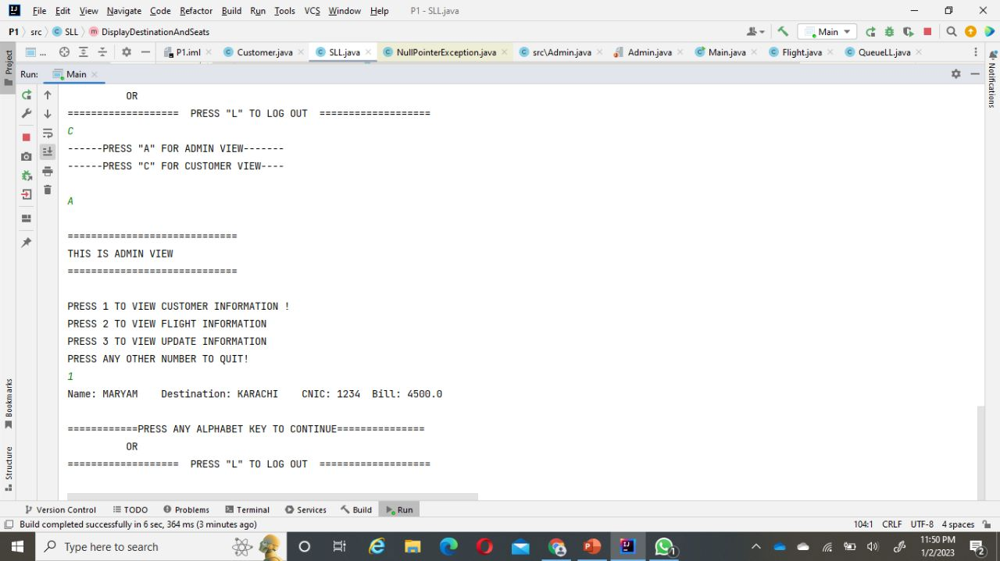 File Edit View Navigate Code Refactor Build Run Tools VCS Window Help P1 - SLL.java
P1 src SLL DisplayDestinationAndSeats Main
Project ... P1.iml Customer.java SLL.java NullPointerException.java src\Admin.java Admin.java Main.java Flight.java QueueLL.java Notifications
Run: Main
OR
=================== PRESS "L" TO LOG OUT ===================
C
------PRESS "A" FOR ADMIN VIEW-------
------PRESS "C" FOR CUSTOMER VIEW----
A
=============================
THIS IS ADMIN VIEW
=============================
PRESS 1 TO VIEW CUSTOMER INFORMATION !
PRESS 2 TO VIEW FLIGHT INFORMATION
PRESS 3 TO VIEW UPDATE INFORMATION
PRESS ANY OTHER NUMBER TO QUIT!
1
Name: MARYAM Destination: KARACHI CNIC: 1234 Bill: 4500.0
============PRESS ANY ALPHABET KEY TO CONTINUE===============
OR
=================== PRESS "L" TO LOG OUT ===================
Bookmarks
Structure
Version Control TODO Problems Terminal Services Build Run
Build completed successfully in 6 sec, 364 ms (3 minutes ago) 104:1 CRLF UTF-8 4 spaces
Type here to search 1 11:50 PM
1/2/2023 2